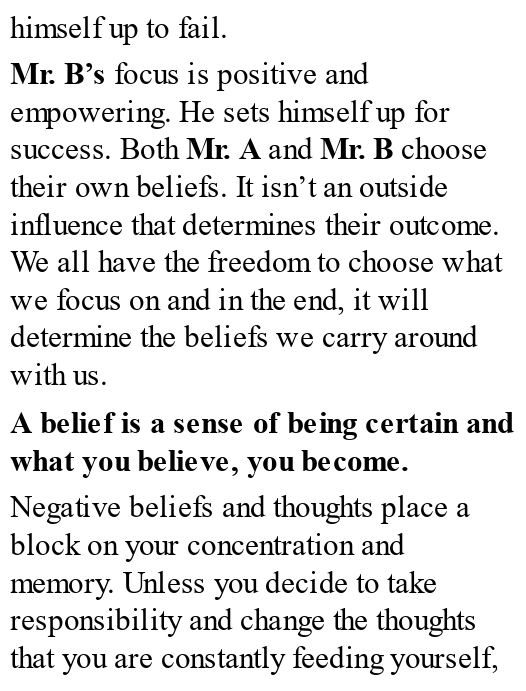 himself up to fail.
Mr. B’s focus is positive and
empowering. He sets himself up for
success. Both Mr. A and Mr. B choose
their own beliefs. It isn’t an outside
influence that determines their outcome.
We all have the freedom to choose what
we focus on and in the end, it will
determine the beliefs we carry around
with us.
A belief is a sense of being certain and
what you believe, you become.
Negative beliefs and thoughts place a
block on your concentration and
memory. Unless you decide to take
responsibility and change the thoughts
that you are constantly feeding yourself,